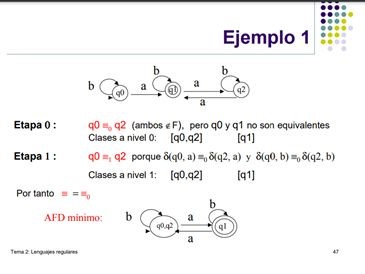 Ejemplo 1
b b b
q0 a q1 a q2
a
Etapa 0 : q0 ≡₀ q2 (ambos ∉F), pero q0 y q1 no son equivalentes
Clases a nivel 0: [q0,q2] [q1]
Etapa 1 : q0 ≡₁ q2 porque δ(q0, a) ≡₀ δ(q2, a) y δ(q0, b) ≡₀ δ(q2, b)
Clases a nivel 1: [q0,q2] [q1]
Por tanto ≡ = ≡₀
AFD mínimo: b b
q0,q2 a q1
a
Tema 2: Lenguajes regulares 47